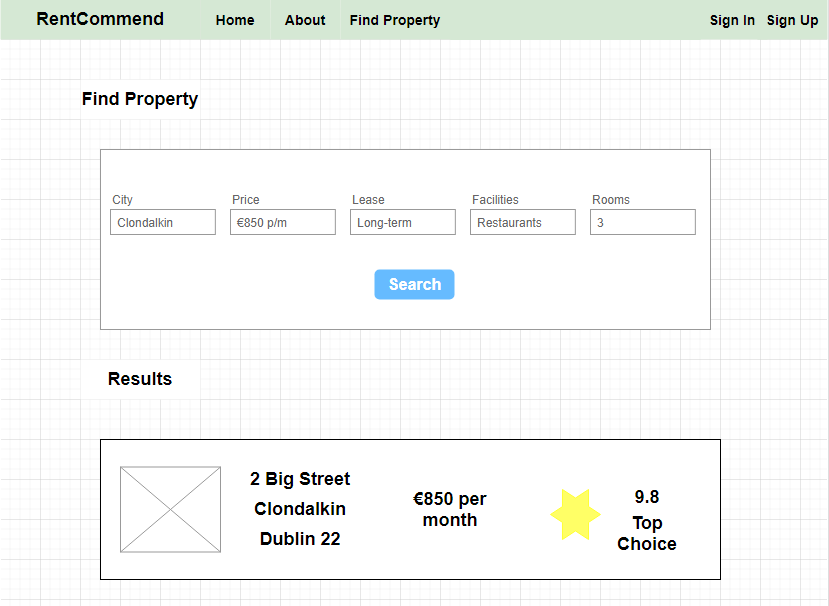 RentCommend Home About Find Property Sign In Sign Up
Find Property
City Price Lease Facilities Rooms
Clondalkin €850 p/m Long-term Restaurants 3
Search
Results
2 Big Street
Clondalkin
Dublin 22
€850 per
month
9.8
Top
Choice